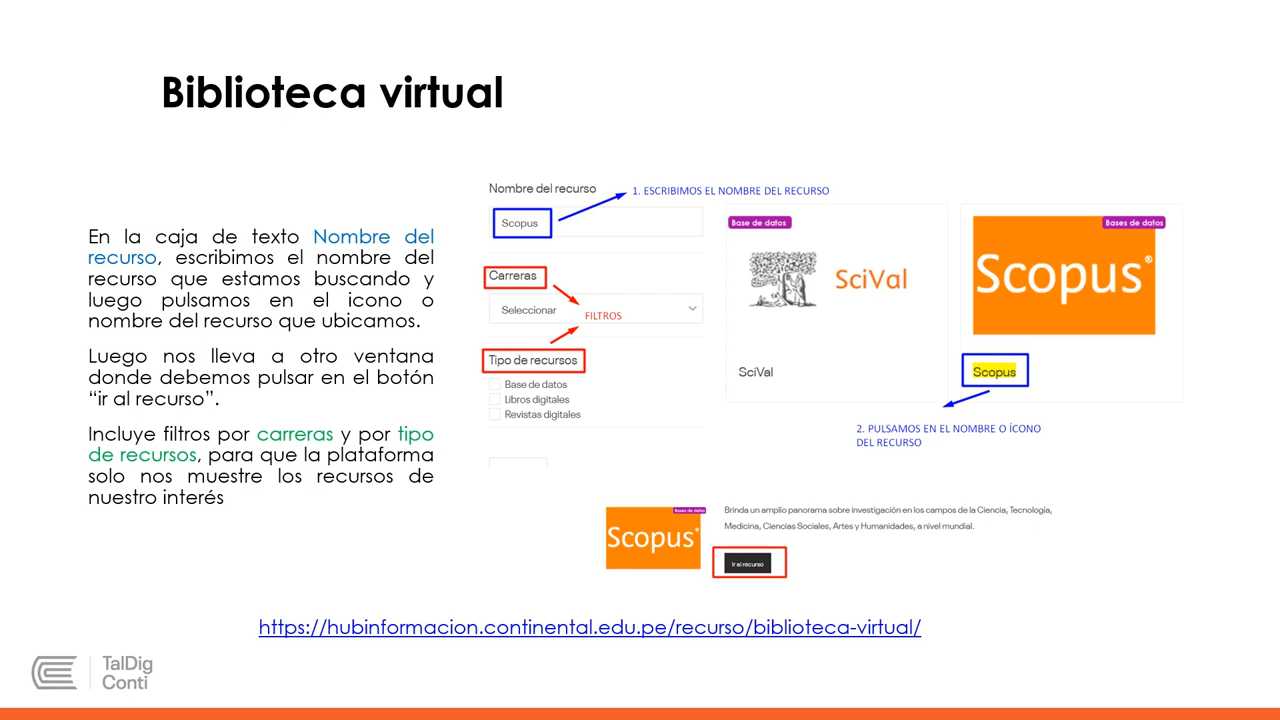 Biblioteca virtual
En la caja de texto Nombre del
recurso, escribimos el nombre del
recurso que estamos buscando y
luego pulsamos en el icono o
nombre del recurso que ubicamos.
Luego nos lleva a otro ventana
donde debemos pulsar en el botón
“ir al recurso”.
Incluye filtros por carreras y por tipo
de recursos, para que la plataforma
solo nos muestre los recursos de
nuestro interés
Nombre del recurso
1. ESCRIBIMOS EL NOMBRE DEL RECURSO
Scopus
Carreras
Seleccionar
FILTROS
Tipo de recursos
Base de datos
Libros digitales
Revistas digitales
Base de datos
SciVal
SciVal
Bases de datos
Scopus®
Scopus
2. PULSAMOS EN EL NOMBRE O ÍCONO
DEL RECURSO
Bases de datos
Scopus®
Brinda un amplio panorama sobre investigación en los campos de la Ciencia, Tecnología,
Medicina, Ciencias Sociales, Artes y Humanidades, a nivel mundial.
Ir al recurso
https://hubinformacion.continental.edu.pe/recurso/biblioteca-virtual/
TalDig
Conti